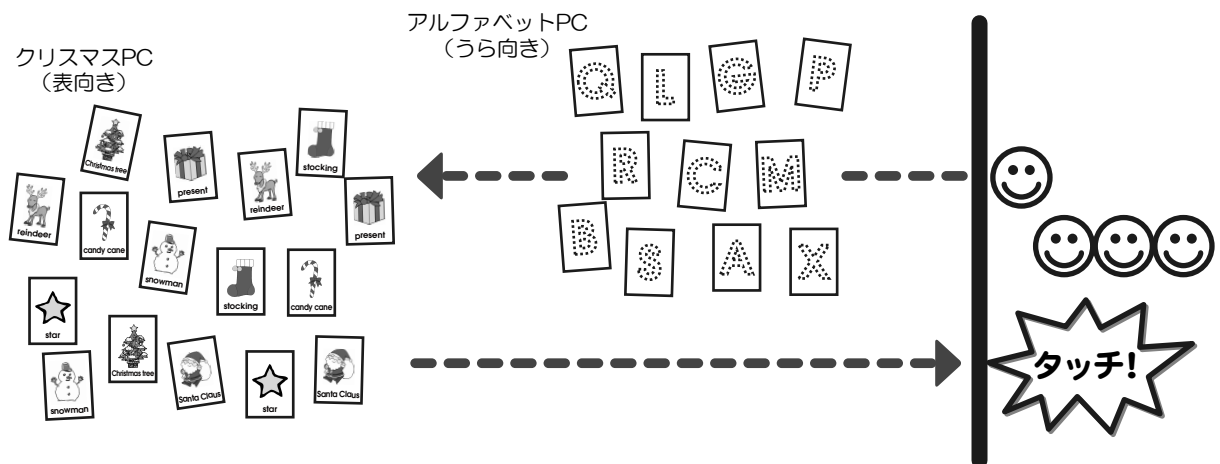 アルファベットPC
（うら向き）
クリスマスPC
（表向き）
Q
L
G
P
R
C
M
B
S
A
X
Christmas tree
present
reindeer
stocking
reindeer
candy cane
snowman
present
stocking
candy cane
star
Christmas tree
snowman
Santa Claus
star
Santa Claus
タッチ！